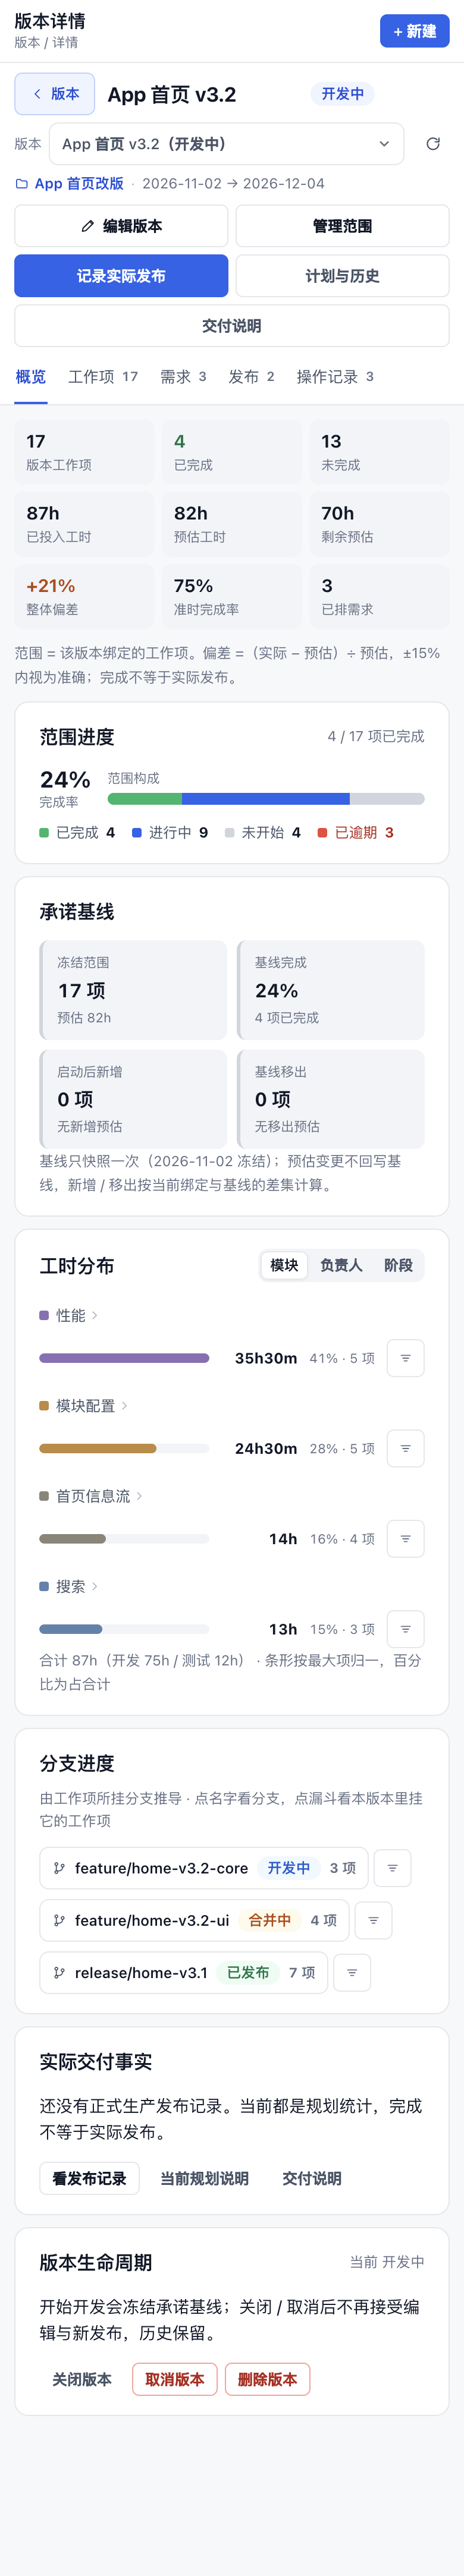 版本详情
版本 / 详情
+ 新建
版本
App 首页 v3.2
开发中
版本
App 首页 v3.2（开发中）
App 首页改版 · 2026-11-02 → 2026-12-04
编辑版本
管理范围
记录实际发布
计划与历史
交付说明
概览
工作项 17
需求 3
发布 2
操作记录 3
17
版本工作项
4
已完成
13
未完成
87h
已投入工时
82h
预估工时
70h
剩余预估
+21%
整体偏差
75%
准时完成率
3
已排需求
范围 = 该版本绑定的工作项。偏差 =（实际 − 预估）÷ 预估，±15%
内视为准确；完成不等于实际发布。
范围进度
4 / 17 项已完成
24%
完成率
范围构成
已完成 4
进行中 9
未开始 4
已逾期 3
承诺基线
冻结范围
17 项
预估 82h
基线完成
24%
4 项已完成
启动后新增
0 项
无新增预估
基线移出
0 项
无移出预估
基线只快照一次（2026-11-02 冻结）；预估变更不回写基
线，新增 / 移出按当前绑定与基线的差集计算。
工时分布
模块
负责人
阶段
性能
35h30m 41% · 5 项
模块配置
24h30m 28% · 5 项
首页信息流
14h 16% · 4 项
搜索
13h 15% · 3 项
合计 87h（开发 75h / 测试 12h） · 条形按最大项归一，百分
比为占合计
分支进度
由工作项所挂分支推导 · 点名字看分支，点漏斗看本版本里挂
它的工作项
feature/home-v3.2-core 开发中 3 项
feature/home-v3.2-ui 合并中 4 项
release/home-v3.1 已发布 7 项
实际交付事实
还没有正式生产发布记录。当前都是规划统计，完成
不等于实际发布。
看发布记录
当前规划说明
交付说明
版本生命周期
当前 开发中
开始开发会冻结承诺基线；关闭 / 取消后不再接受编
辑与新发布，历史保留。
关闭版本
取消版本
删除版本